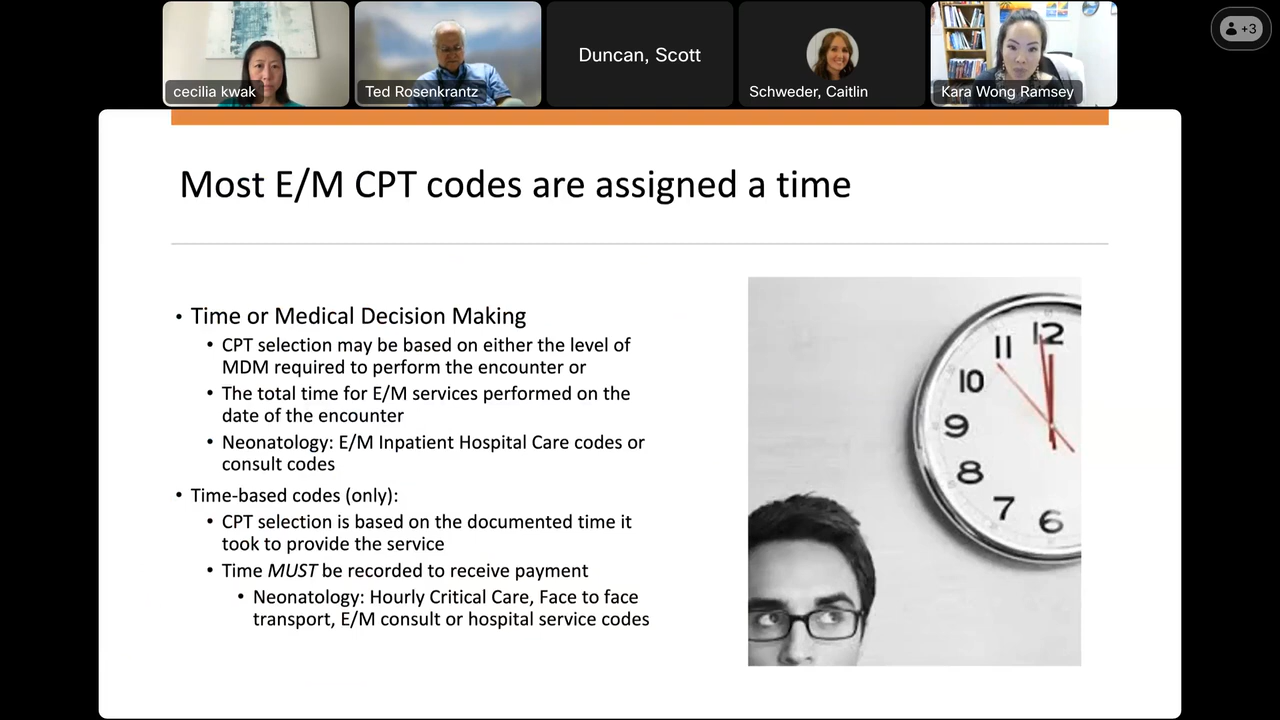 cecilia kwak
Ted Rosenkrantz
Duncan, Scott
Schweder, Caitlin
Kara Wong Ramsey
+3
Most E/M CPT codes are assigned a time
• Time or Medical Decision Making
• CPT selection may be based on either the level of
MDM required to perform the encounter or
• The total time for E/M services performed on the
date of the encounter
• Neonatology: E/M Inpatient Hospital Care codes or
consult codes
• Time-based codes (only):
• CPT selection is based on the documented time it
took to provide the service
• Time MUST be recorded to receive payment
• Neonatology: Hourly Critical Care, Face to face
transport, E/M consult or hospital service codes
12
11
10
9
8
7
6